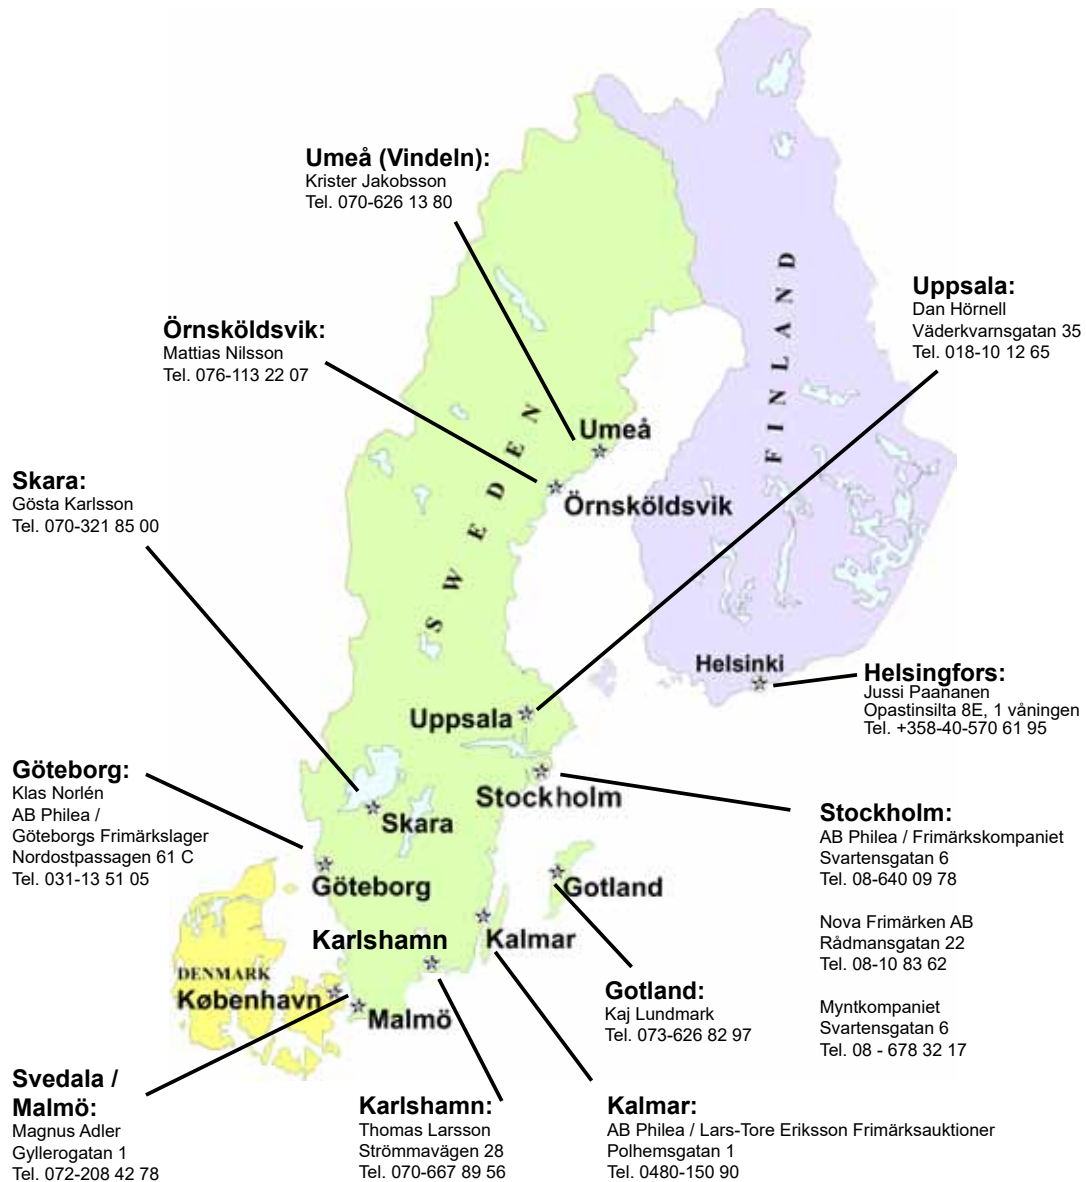 Umeå (Vindeln):
Krister Jakobsson
Tel. 070-626 13 80
Uppsala:
Dan Hörnell
Väderkvarnsgatan 35
Tel. 018-10 12 65
Örnsköldsvik:
Mattias Nilsson
Tel. 076-113 22 07
FINLAND
SWEDEN
Umeå
Örnsköldsvik
Skara:
Gösta Karlsson
Tel. 070-321 85 00
Helsinki
Helsingfors:
Jussi Paananen
Opastinsilta 8E, 1 våningen
Tel. +358-40-570 61 95
Uppsala
Stockholm
Göteborg:
Klas Norlén
AB Philea /
Göteborgs Frimärkslager
Nordostpassagen 61 C
Tel. 031-13 51 05
Skara
Stockholm:
AB Philea / Frimärkskompaniet
Svartensgatan 6
Tel. 08-640 09 78
Nova Frimärken AB
Rådmansgatan 22
Tel. 08-10 83 62
Myntkompaniet
Svartensgatan 6
Tel. 08 - 678 32 17
Göteborg
Gotland
Karlshamn
Kalmar
DENMARK
København
Malmö
Gotland:
Kaj Lundmark
Tel. 073-626 82 97
Svedala /
Malmö:
Magnus Adler
Gyllerogatan 1
Tel. 072-208 42 78
Karlshamn:
Thomas Larsson
Strömmavägen 28
Tel. 070-667 89 56
Kalmar:
AB Philea / Lars-Tore Eriksson Frimärksauktioner
Polhemsgatan 1
Tel. 0480-150 90